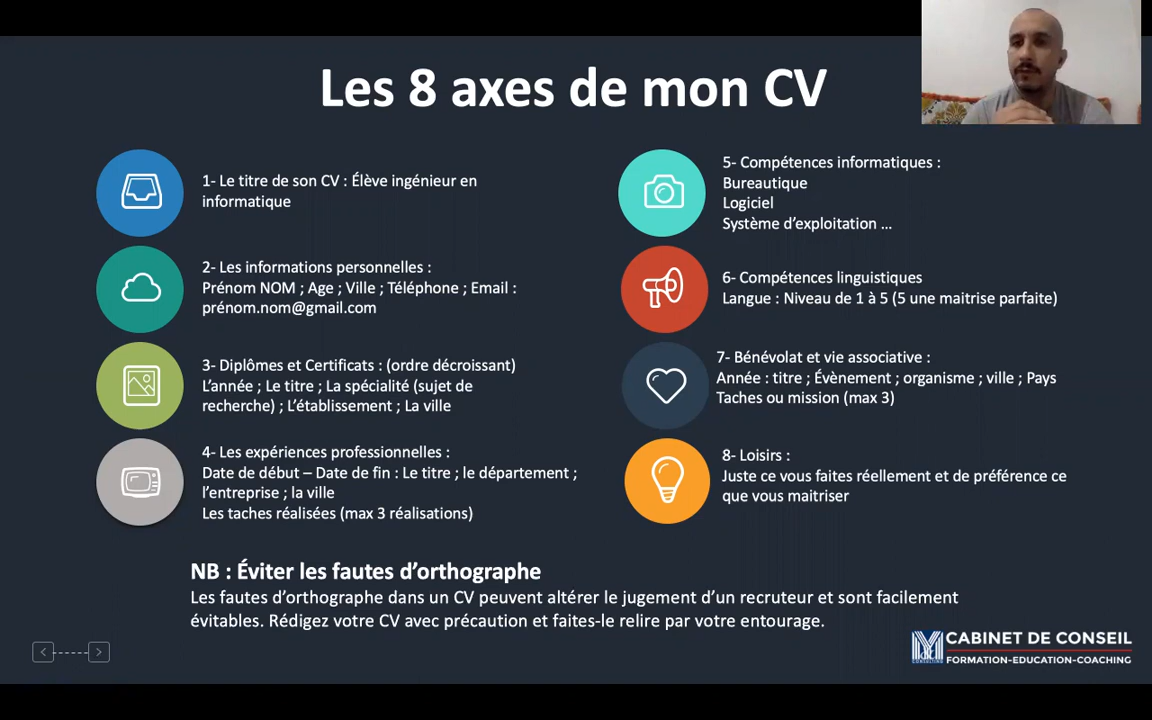 Les 8 axes de mon CV
1- Le titre de son CV : Élève ingénieur en
informatique
2- Les informations personnelles :
Prénom NOM ; Age ; Ville ; Téléphone ; Email :
prénom.nom@gmail.com
3- Diplômes et Certificats : (ordre décroissant)
L'année ; Le titre ; La spécialité (sujet de
recherche) ; L'établissement ; La ville
4- Les expériences professionnelles :
Date de début – Date de fin : Le titre ; le département ;
l'entreprise ; la ville
Les taches réalisées (max 3 réalisations)
5- Compétences informatiques :
Bureautique
Logiciel
Système d'exploitation ...
6- Compétences linguistiques
Langue : Niveau de 1 à 5 (5 une maitrise parfaite)
7- Bénévolat et vie associative :
Année : titre ; Évènement ; organisme ; ville ; Pays
Taches ou mission (max 3)
8- Loisirs :
Juste ce vous faites réellement et de préférence ce
que vous maitriser
NB : Éviter les fautes d'orthographe
Les fautes d'orthographe dans un CV peuvent altérer le jugement d'un recruteur et sont facilement
évitables. Rédigez votre CV avec précaution et faites-le relire par votre entourage.
CABINET DE CONSEIL
FORMATION-EDUCATION-COACHING